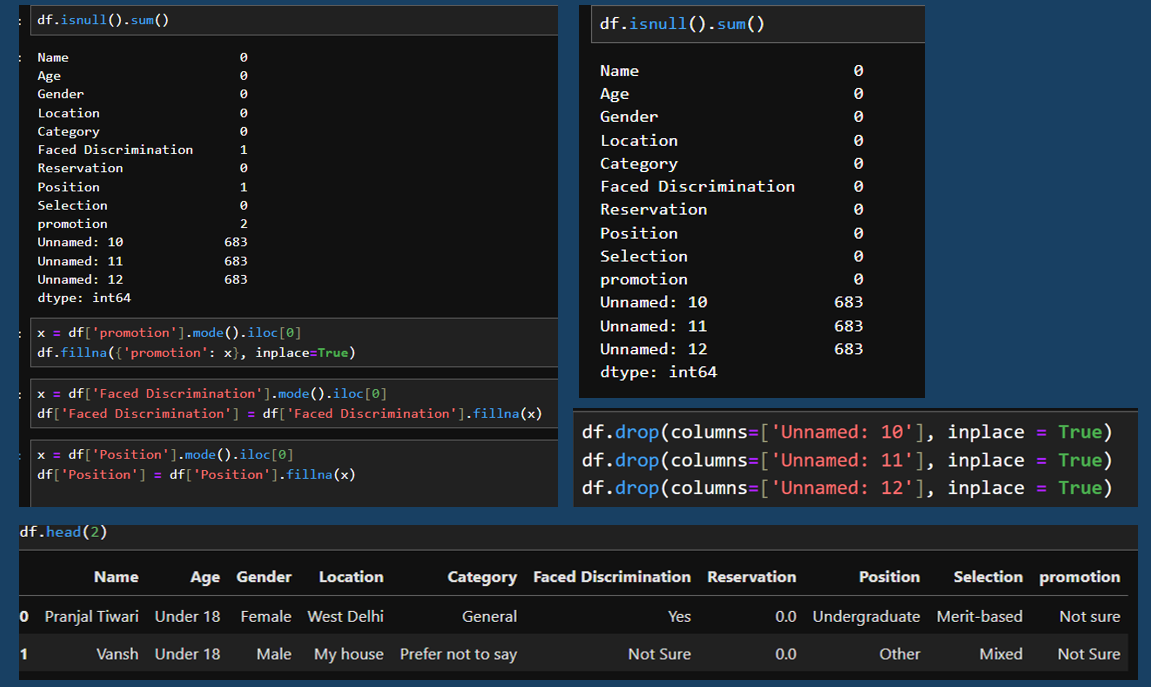 df.isnull().sum()
Name 0
Age 0
Gender 0
Location 0
Category 0
Faced Discrimination 1
Reservation 0
Position 1
Selection 0
promotion 2
Unnamed: 10 683
Unnamed: 11 683
Unnamed: 12 683
dtype: int64
x = df['promotion'].mode().iloc[0]
df.fillna({'promotion': x}, inplace=True)
x = df['Faced Discrimination'].mode().iloc[0]
df['Faced Discrimination'] = df['Faced Discrimination'].fillna(x)
x = df['Position'].mode().iloc[0]
df['Position'] = df['Position'].fillna(x)
df.isnull().sum()
Name 0
Age 0
Gender 0
Location 0
Category 0
Faced Discrimination 0
Reservation 0
Position 0
Selection 0
promotion 0
Unnamed: 10 683
Unnamed: 11 683
Unnamed: 12 683
dtype: int64
df.drop(columns=['Unnamed: 10'], inplace = True)
df.drop(columns=['Unnamed: 11'], inplace = True)
df.drop(columns=['Unnamed: 12'], inplace = True)
df.head(2)
Name Age Gender Location Category Faced Discrimination Reservation Position Selection promotion
0 Pranjal Tiwari Under 18 Female West Delhi General Yes 0.0 Undergraduate Merit-based Not sure
1 Vansh Under 18 Male My house Prefer not to say Not Sure 0.0 Other Mixed Not Sure